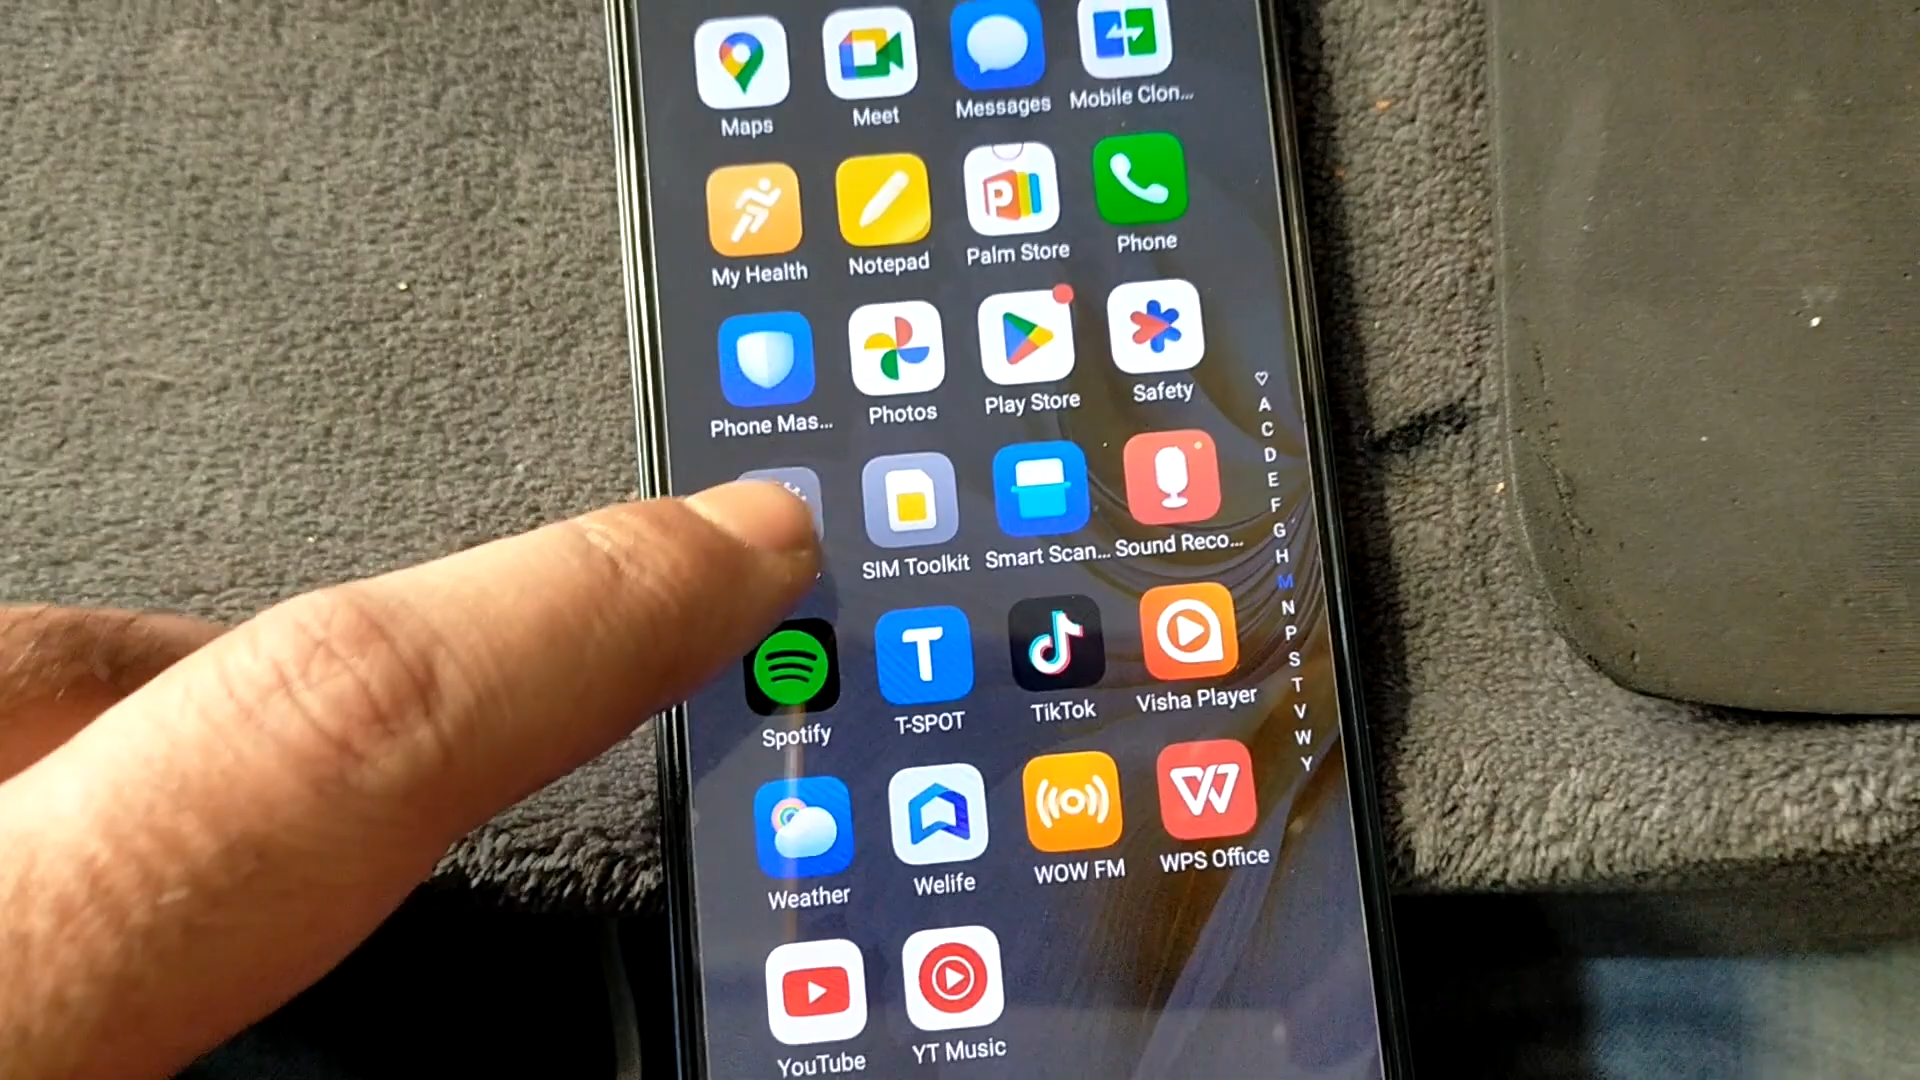 Maps Meet Messages Mobile Clon...
My Health Notepad Palm Store Phone
Phone Mas... Photos Play Store Safety
SIM Toolkit Smart Scan... Sound Reco...
T
Spotify T-SPOT TikTok Visha Player
Weather Welife WOW FM WPS Office
YouTube YT Music
A
C
D
E
F
G
H
M
N
P
S
T
V
W
Y